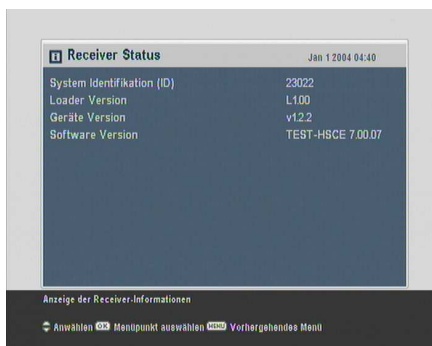 Receiver Status Jan 1 2004 04:40
System Identifikation (ID) 23022
Loader Version L1.00
Geräte Version v1.2.2
Software Version TEST-HSCE 7.00.07
Anzeige der Receiver-Informationen
Anwählen OK Menüpunkt auswählen MENU Vorhergehendes Menü